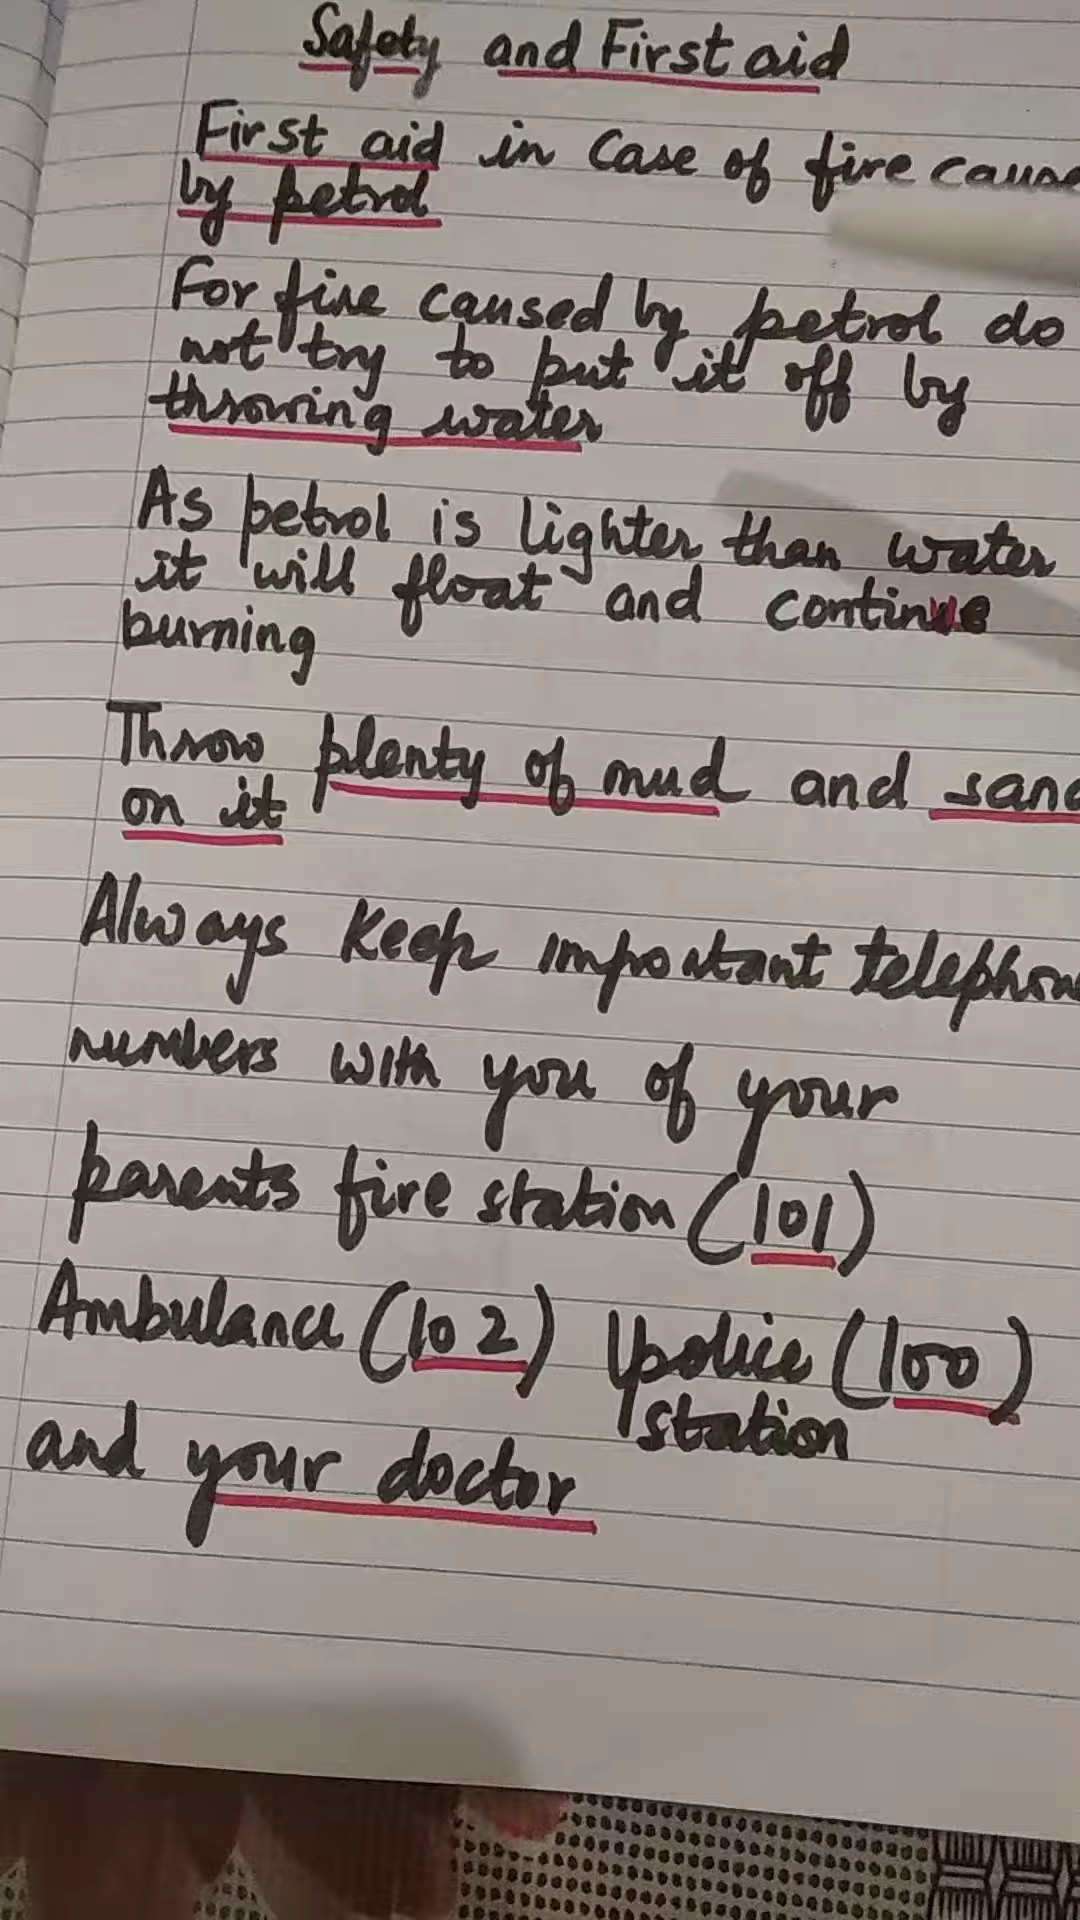 Safety and First aid
First aid in Case of fire cause
by petrol
For fire caused by petrol do
not try to put it off by
throwing water
As petrol is lighter than water
it will float and continue
burning
Throw plenty of mud and sand
on it
Always Keep important telephon
numbers with you of your
parents fire station (101)
Ambulance (102) police (100)
station
and your doctor